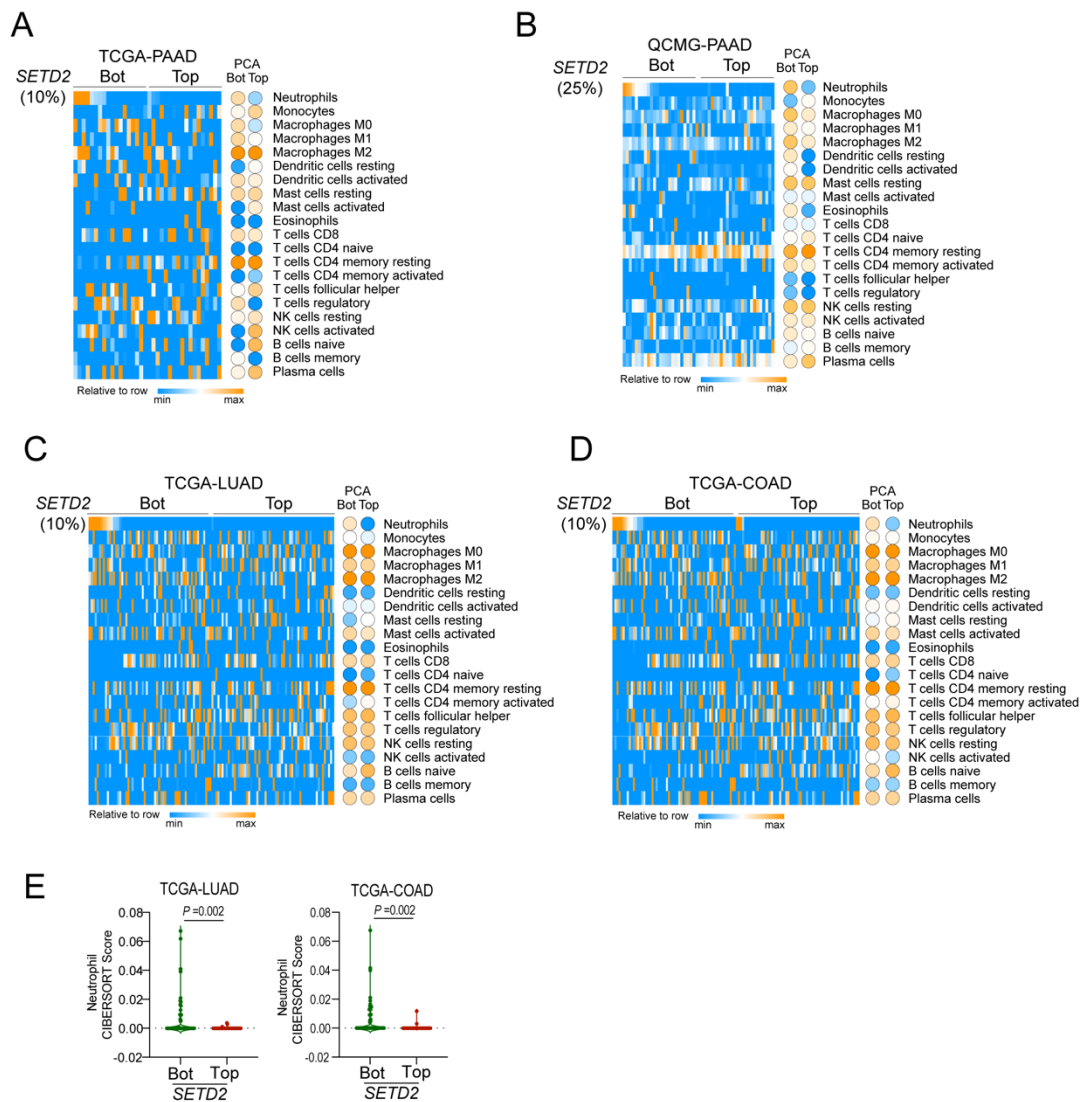 A
TCGA-PAAD
SETD2
Bot
Top
(10%)
PCA
Bot Top
Neutrophils
Monocytes
Macrophages M0
Macrophages M1
Macrophages M2
Dendritic cells resting
Dendritic cells activated
Mast cells resting
Mast cells activated
Eosinophils
T cells CD8
T cells CD4 naive
T cells CD4 memory resting
T cells CD4 memory activated
T cells follicular helper
T cells regulatory
NK cells resting
NK cells activated
B cells naive
B cells memory
Plasma cells
Relative to row
min
max
B
QCMG-PAAD
SETD2
Bot
Top
(25%)
PCA
Bot Top
Neutrophils
Monocytes
Macrophages M0
Macrophages M1
Macrophages M2
Dendritic cells resting
Dendritic cells activated
Mast cells resting
Mast cells activated
Eosinophils
T cells CD8
T cells CD4 naive
T cells CD4 memory resting
T cells CD4 memory activated
T cells follicular helper
T cells regulatory
NK cells resting
NK cells activated
B cells naive
B cells memory
Plasma cells
Relative to row
min
max
C
TCGA-LUAD
SETD2
Bot
Top
(10%)
PCA
Bot Top
Neutrophils
Monocytes
Macrophages M0
Macrophages M1
Macrophages M2
Dendritic cells resting
Dendritic cells activated
Mast cells resting
Mast cells activated
Eosinophils
T cells CD8
T cells CD4 naive
T cells CD4 memory resting
T cells CD4 memory activated
T cells follicular helper
T cells regulatory
NK cells resting
NK cells activated
B cells naive
B cells memory
Plasma cells
Relative to row
min
max
D
TCGA-COAD
SETD2
Bot
Top
(10%)
PCA
Bot Top
Neutrophils
Monocytes
Macrophages M0
Macrophages M1
Macrophages M2
Dendritic cells resting
Dendritic cells activated
Mast cells resting
Mast cells activated
Eosinophils
T cells CD8
T cells CD4 naive
T cells CD4 memory resting
T cells CD4 memory activated
T cells follicular helper
T cells regulatory
NK cells resting
NK cells activated
B cells naive
B cells memory
Plasma cells
Relative to row
min
max
E
TCGA-LUAD
P =0.002
Neutrophil
CIBERSORT Score
0.08
0.06
0.04
0.02
0.00
-0.02
Bot
Top
SETD2
TCGA-COAD
P =0.002
Neutrophil
CIBERSORT Score
0.08
0.06
0.04
0.02
0.00
-0.02
Bot
Top
SETD2